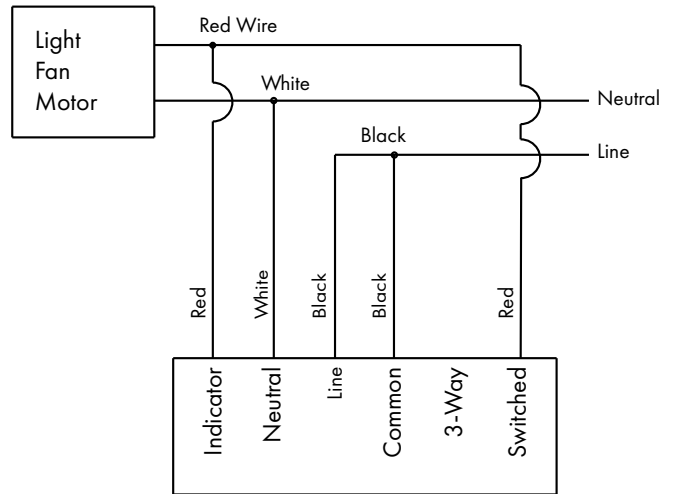 Light
Fan
Motor
Red Wire
White
Neutral
Black
Line
Red
White
Black
Black
Red
Indicator
Neutral
Line
Common
3-Way
Switched